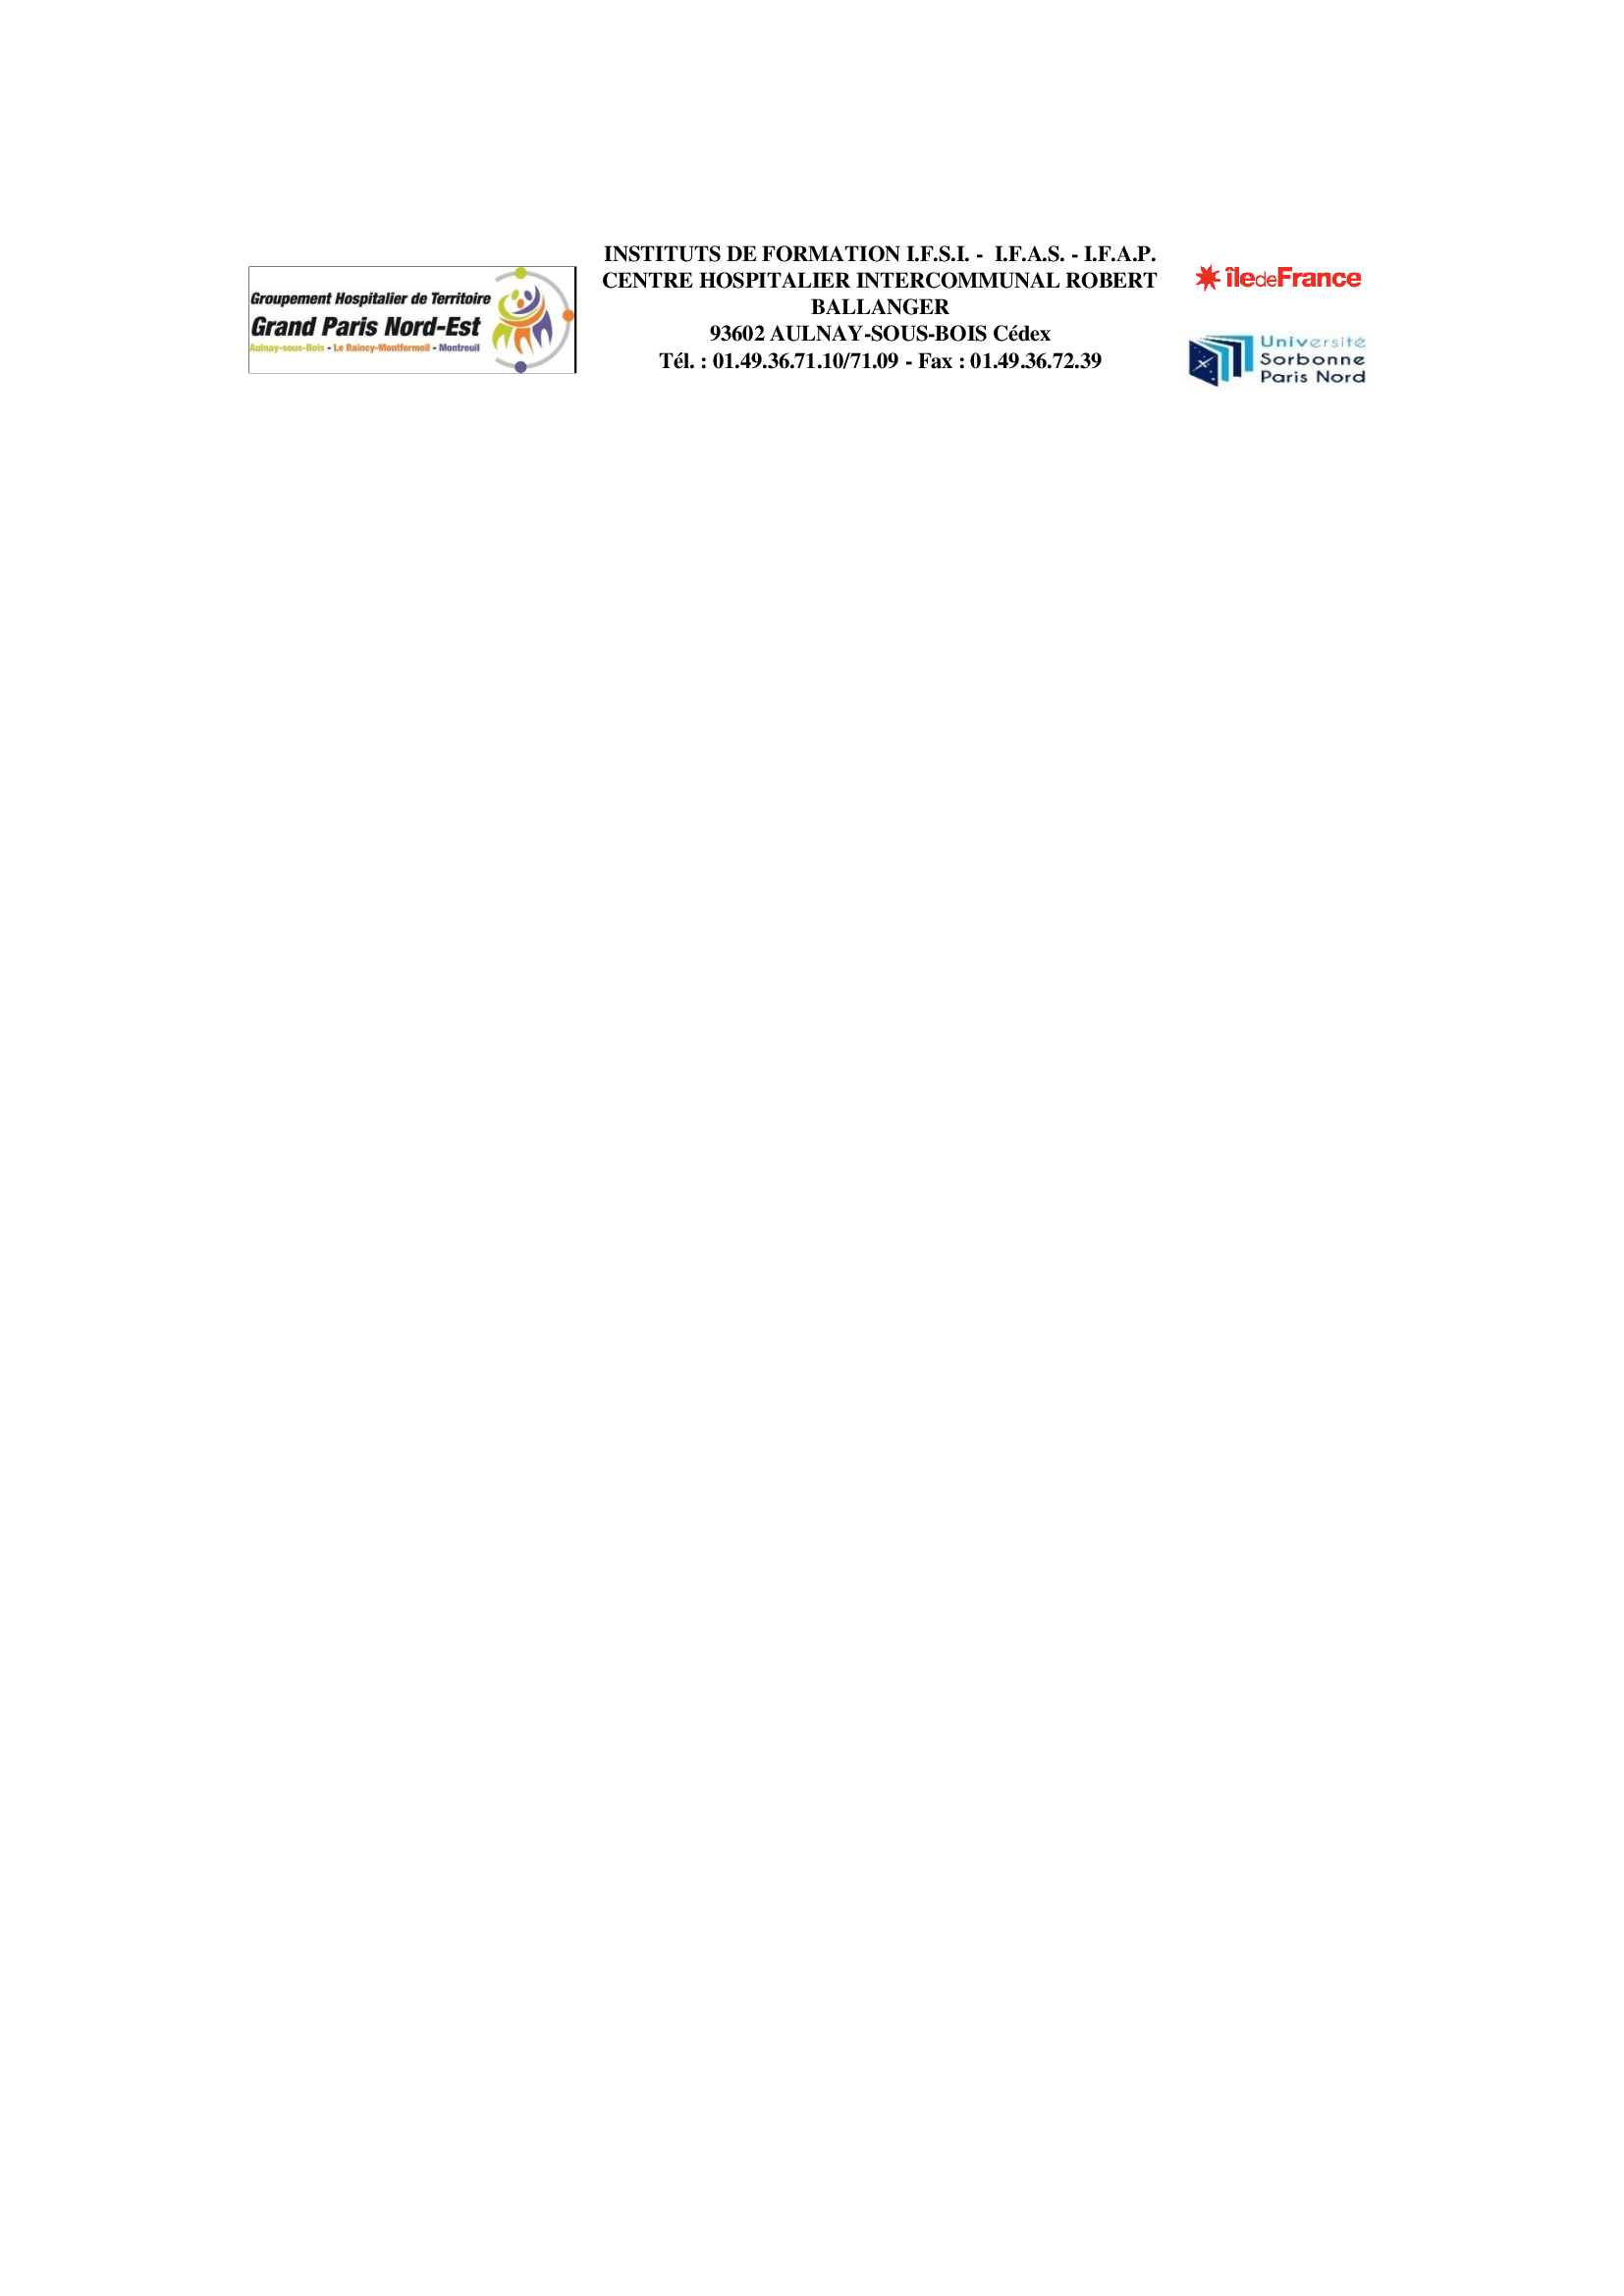 Groupement Hospitalier de Territoire
Grand Paris Nord-Est
Aulnay-sous-Bois - Le Raincy-Montfermeil - Montreuil
INSTITUTS DE FORMATION I.F.S.I. - I.F.A.S. - I.F.A.P.
CENTRE HOSPITALIER INTERCOMMUNAL ROBERT
BALLANGER
93602 AULNAY-SOUS-BOIS Cédex
Tél. : 01.49.36.71.10/71.09 - Fax : 01.49.36.72.39
îledeFrance
Université
Sorbonne
Paris Nord